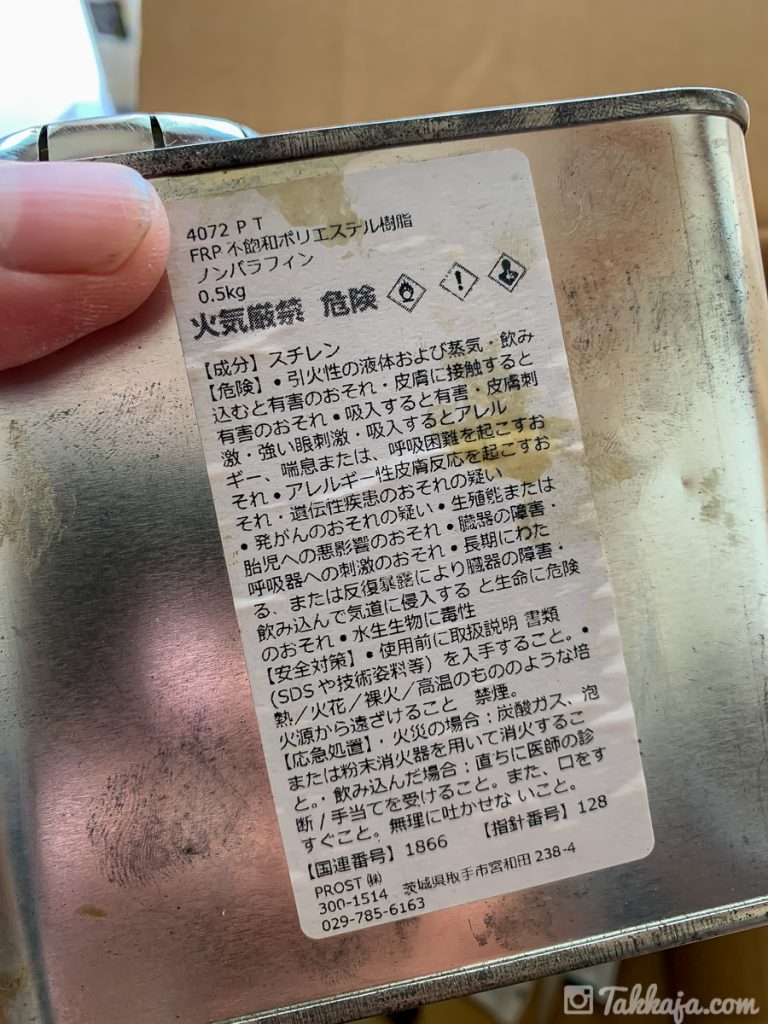 4072 P T
FRP 不飽和ポリエステル樹脂
ノンパラフィン
0.5kg
火気厳禁 危険
【成分】スチレン
【危険】・引火性の液体および蒸気・飲み
込むと有害のおそれ・皮膚に接触すると
有害のおそれ・吸入すると有害・皮膚刺
激・強い眼刺激・吸入するとアレル
ギー、喘息または、呼吸困難を起こすお
それ・アレルギー性皮膚反応を起こすお
それ・遺伝性疾患のおそれの疑い
・発がんのおそれの疑い・生殖能または
胎児への悪影響のおそれ・臓器の障害・
呼吸器への刺激のおそれ・長期にわた
る、または反復暴露により臓器の障害・
飲み込んで気道に侵入する と生命に危険
のおそれ・水生生物に毒性
【安全対策】・使用前に取扱説明 書類
(SDSや技術資料等）を入手すること。・
熱/火花/裸火/高温のもののような着
火源から遠ざけること 禁煙。
【応急処置】・火災の場合：炭酸ガス、泡
または粉末消火器を用いて消火するこ
と。・飲み込んだ場合：直ちに医師の診
断/手当てを受けること。また、口をす
すぐこと。無理に吐かせな いこと。
【国連番号】1866 【指針番号】128
PROST ㈱
300-1514 茨城県取手市宮和田 238-4
029-785-6163
Takkaja.com